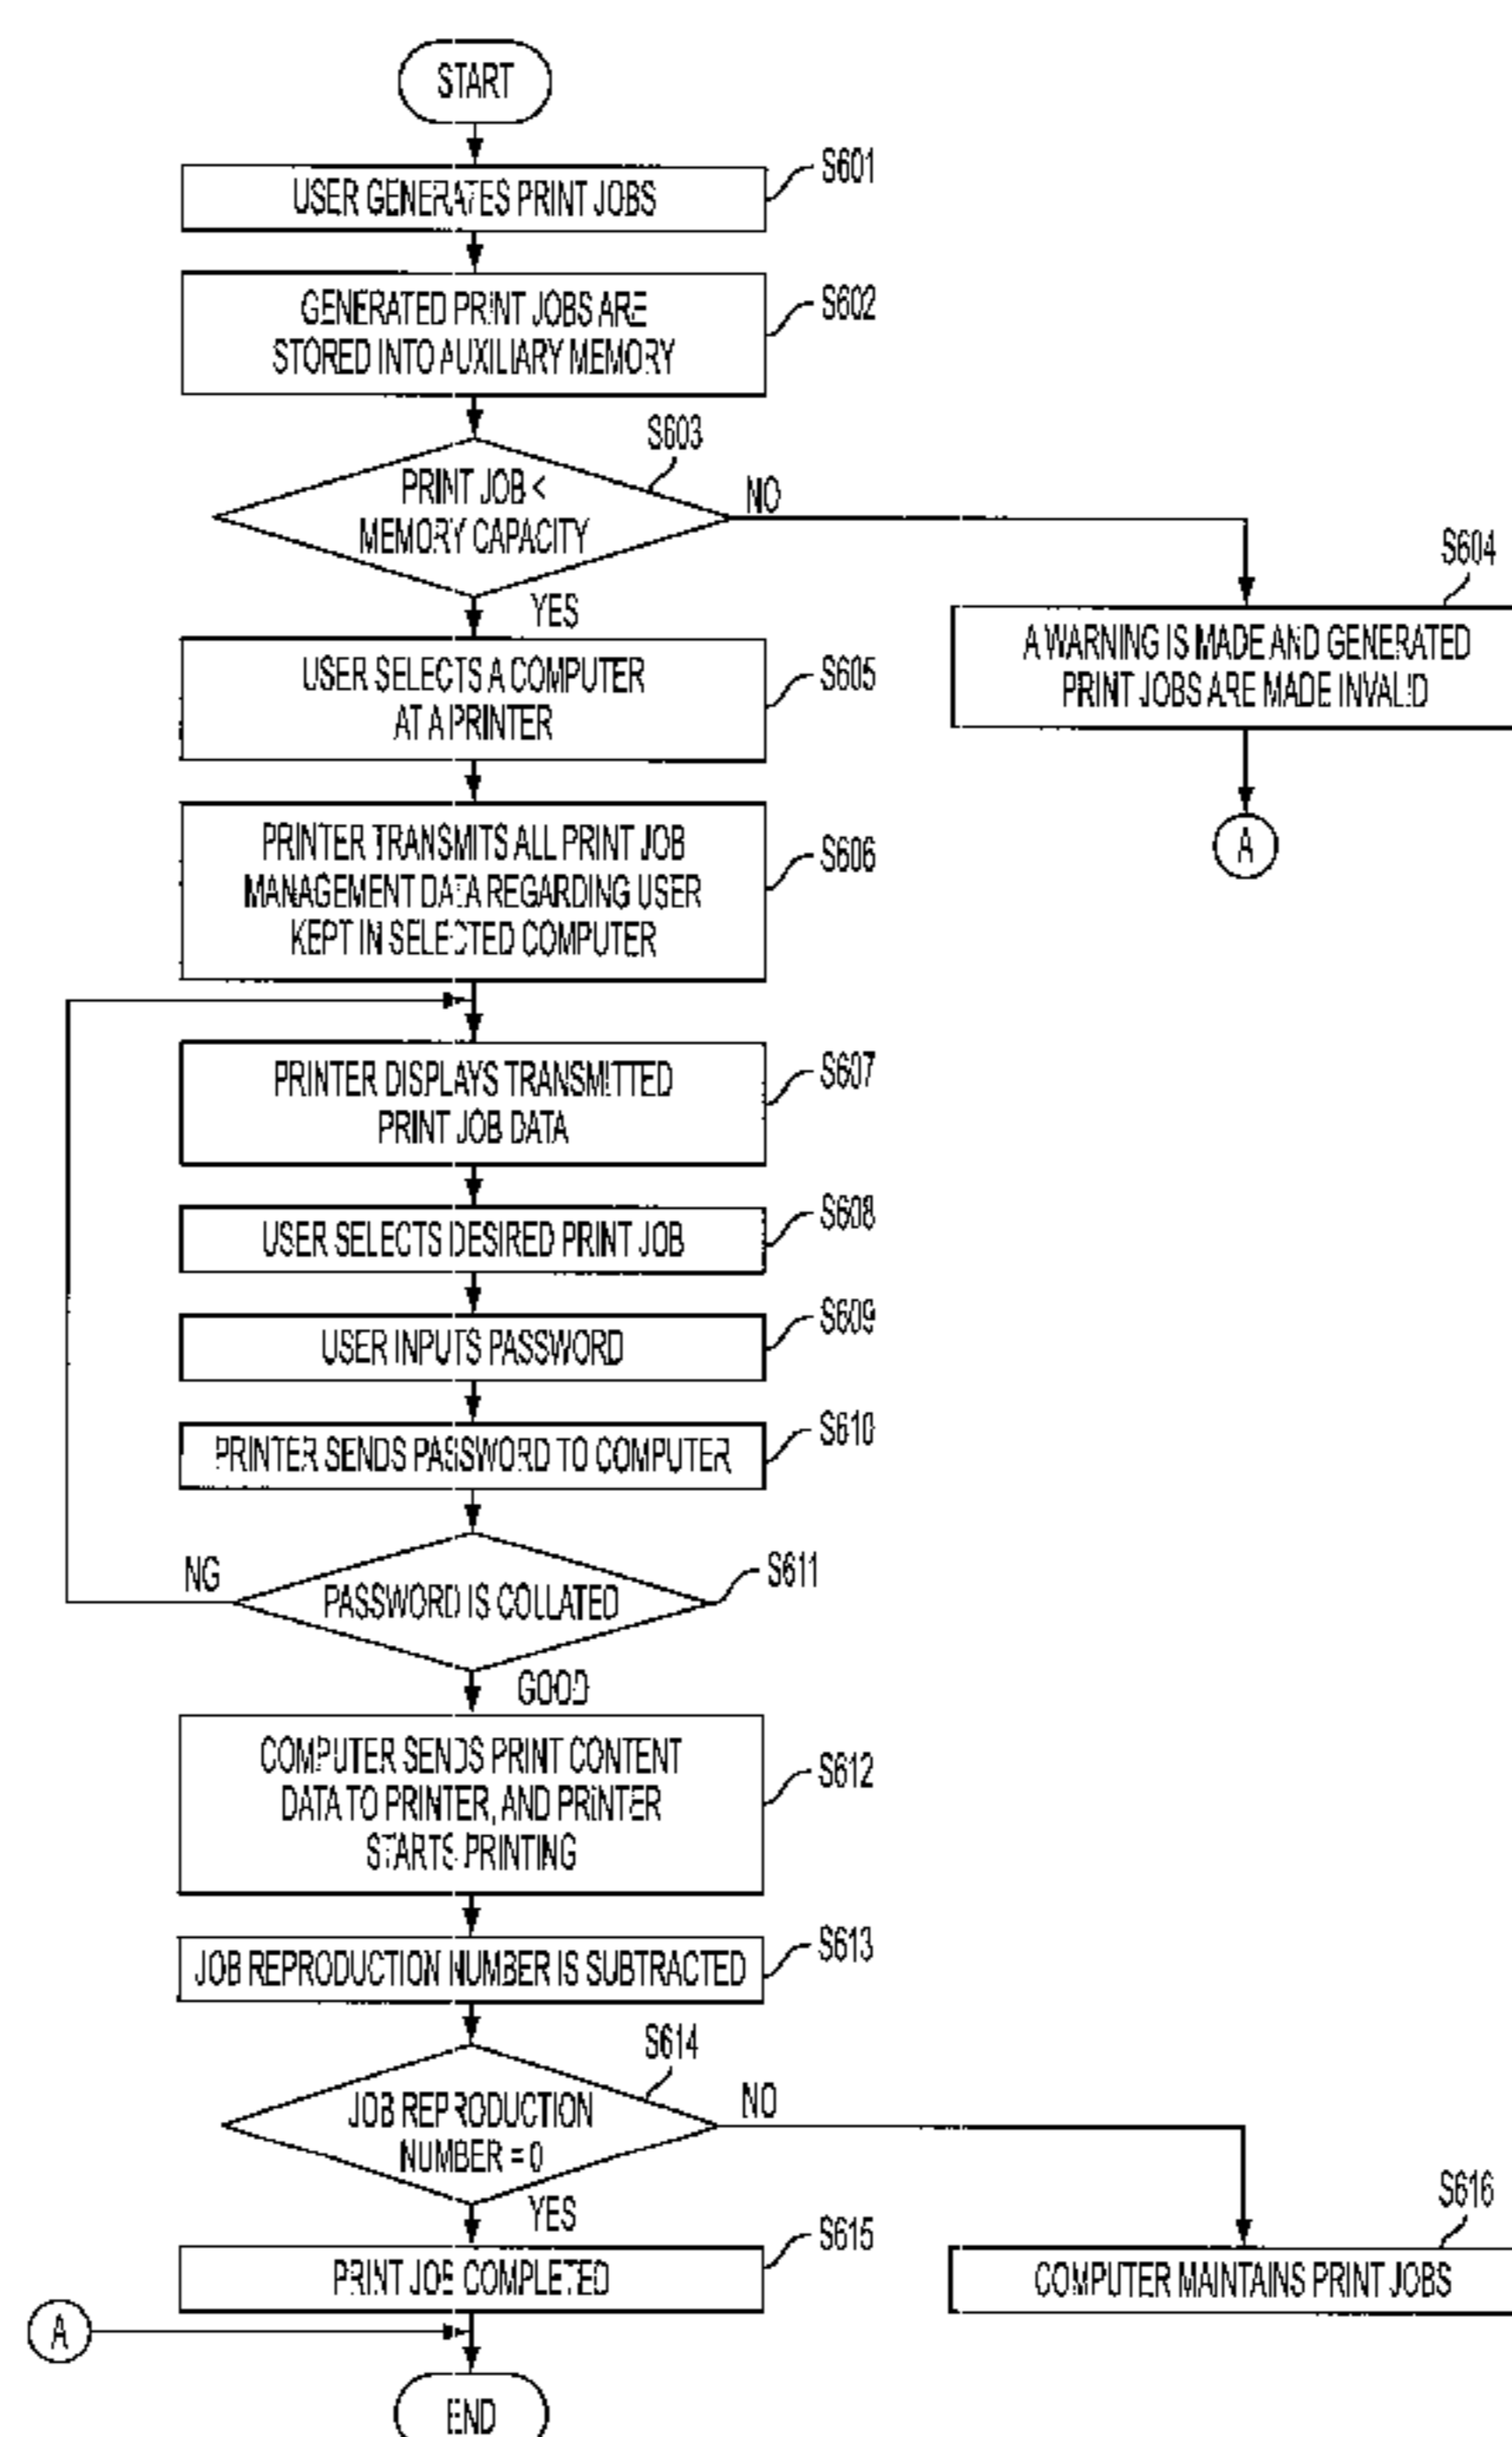 START
S601
USER GENERATES PRINT JOBS
S602
GENERATED PRINT JOBS ARE
STORED INTO AUXILIARY MEMORY
S603
PRINT JOB <
MEMORY CAPACITY
NO
YES
S604
A WARNING IS MADE AND GENERATED
PRINT JOBS ARE MADE INVALID
A
S605
USER SELECTS A COMPUTER
AT A PRINTER
S606
PRINTER TRANSMITS ALL PRINT JOB
MANAGEMENT DATA REGARDING USER
KEPT IN SELECTED COMPUTER
S607
PRINTER DISPLAYS TRANSMITTED
PRINT JOB DATA
S608
USER SELECTS DESIRED PRINT JOB
S609
USER INPUTS PASSWORD
S610
PRINTER SENDS PASSWORD TO COMPUTER
S611
NG
PASSWORD IS COLLATED
GOOD
S612
COMPUTER SENDS PRINT CONTENT
DATA TO PRINTER, AND PRINTER
STARTS PRINTING
S613
JOB REPRODUCTION NUMBER IS SUBTRACTED
S614
JOB REPRODUCTION
NUMBER = 0
NO
YES
S615
PRINT JOB COMPLETED
S616
COMPUTER MAINTAINS PRINT JOBS
A
END